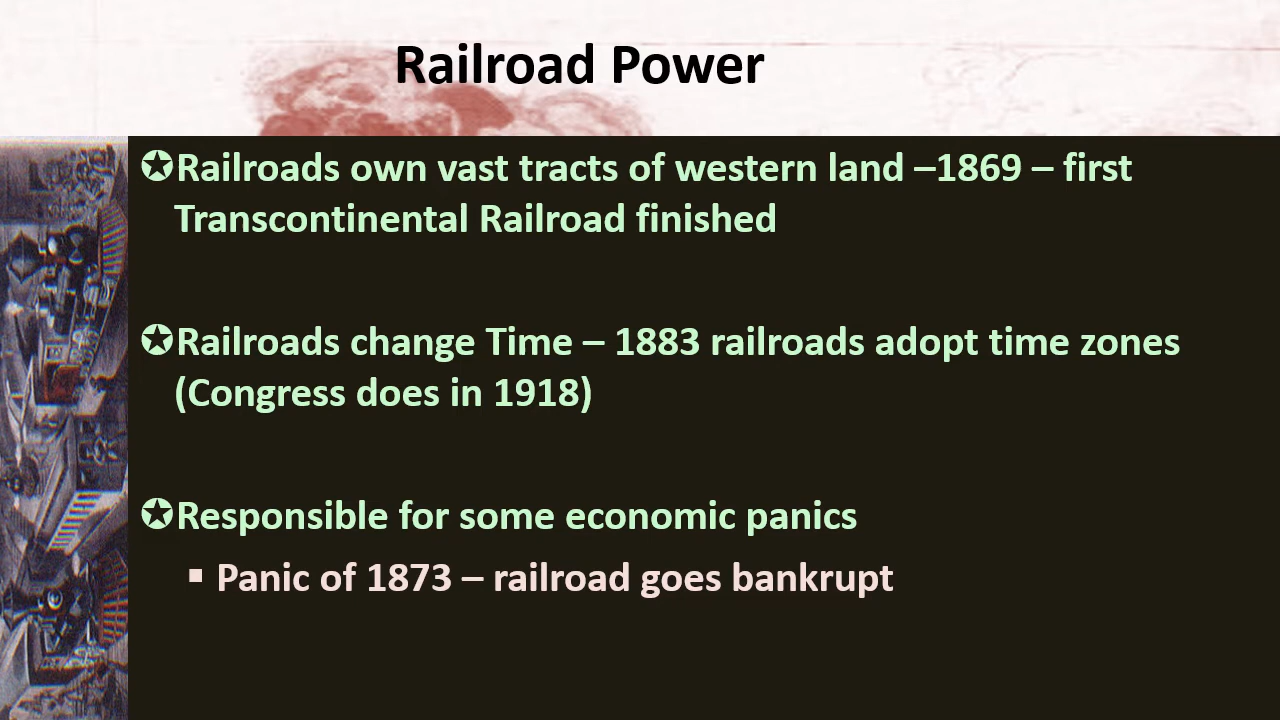 Railroad Power
✪Railroads own vast tracts of western land –1869 – first
Transcontinental Railroad finished
✪Railroads change Time – 1883 railroads adopt time zones
(Congress does in 1918)
✪Responsible for some economic panics
▪ Panic of 1873 – railroad goes bankrupt